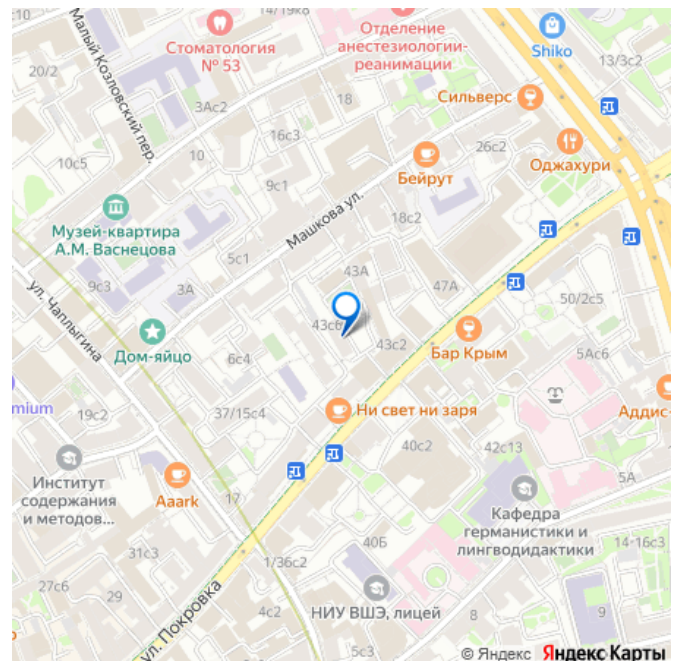 14/19к8
Отделение
анестезиологии-
реанимации
Стоматология
№ 53
Shiko
13/3с2
20/2
Малый Козловский пер.
3Ас2
18
Сильверс
16с3
10
10с5
26с2
Оджахури
Бейрут
9с1
Машкова ул.
18с2
Музей-квартира
А.М. Васнецова
5с1
43А
9с3
3А
47А
50/2с5
ул. Чаплыгина
43с6
Дом-яйцо
6с4
43с2
Бар Крым
5Ас6
mium
19с2
37/15с4
Ни свет ни заря
Аддис-
40с2
42с13
Институт
содержания
и методов...
Aaark
17
5А
Кафедра
германистики и
лингводидактики
31с3
40Б
14-16с3
1/36с2
27с6
29
НИУ ВШЭ, лицей
4с2
8
9
ул. Покровка
5с3
© Яндекс Яндекс Карты